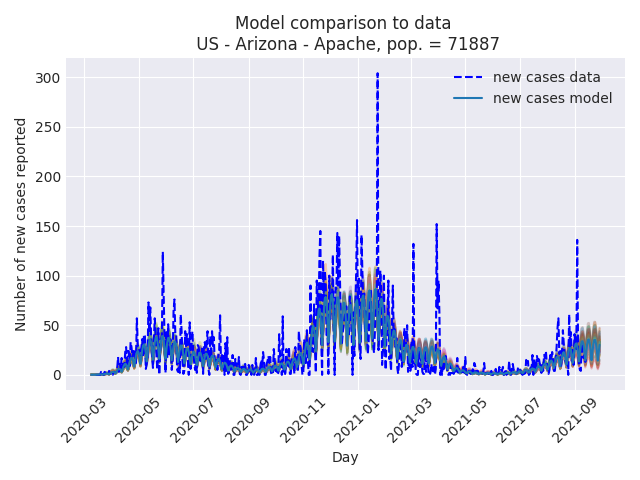 Model comparison to data
US - Arizona - Apache, pop. = 71887
new cases data
new cases model
Number of new cases reported
300
250
200
150
100
50
0
2020-03
2020-05
2020-07
2020-09
2020-11
2021-01
2021-03
2021-05
2021-07
2021-09
Day